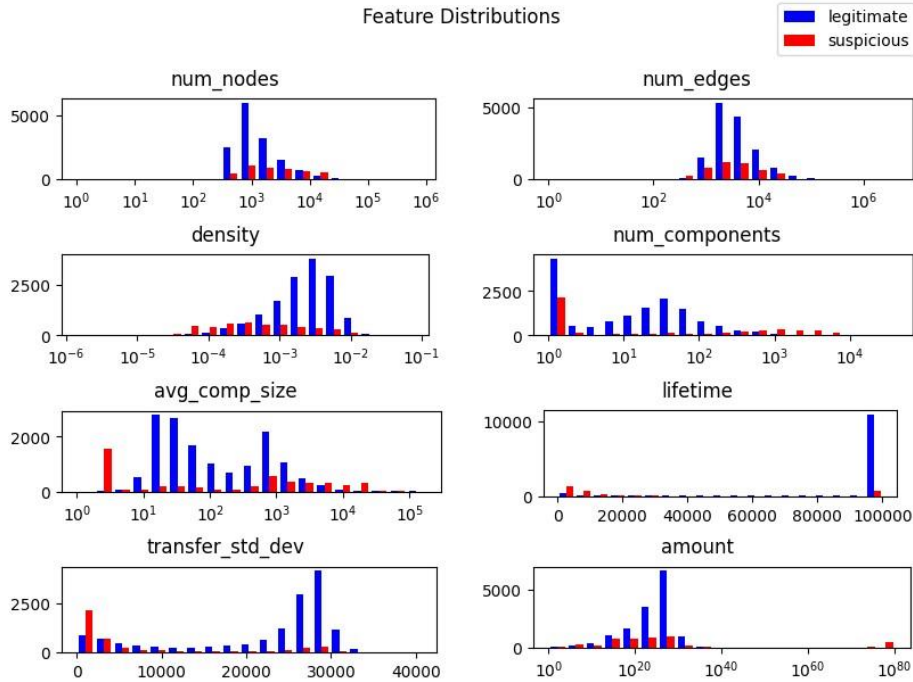 Feature Distributions
legitimate
suspicious
num_nodes
5000
0
10^0 10^1 10^2 10^3 10^4 10^5 10^6
num_edges
5000
0
10^0 10^2 10^4 10^6
density
2500
0
10^-6 10^-5 10^-4 10^-3 10^-2 10^-1
num_components
2500
0
10^0 10^1 10^2 10^3 10^4
avg_comp_size
2000
0
10^0 10^1 10^2 10^3 10^4 10^5
lifetime
10000
0
0 20000 40000 60000 80000 100000
transfer_std_dev
2500
0
0 10000 20000 30000 40000
amount
5000
0
10^0 10^20 10^40 10^60 10^80